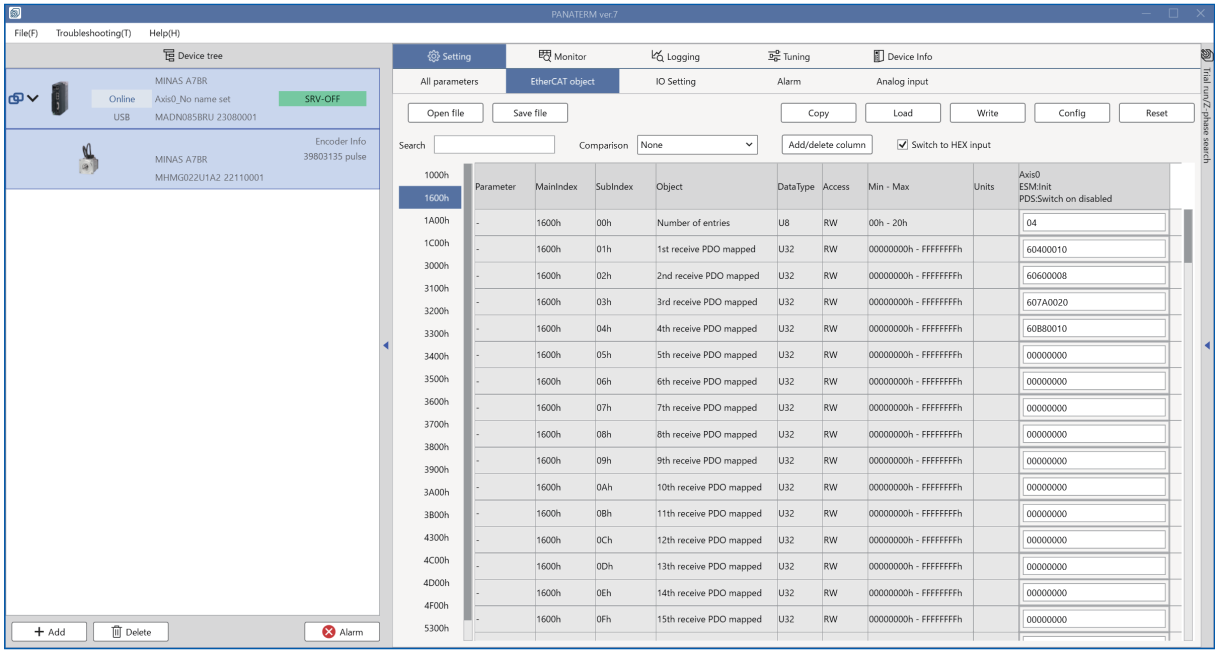 PANATERM ver.7
File(F) Troubleshooting(T) Help(H)
Device tree
MINAS A7BR
Online Axis0_No name set SRV-OFF
USB MADN085BRU 23080001
Encoder Info
MINAS A7BR 39803135 pulse
MHMG022U1A2 22110001
+ Add Delete Alarm
Setting Monitor Logging Tuning Device Info
All parameters EtherCAT object IO Setting Alarm Analog input
Open file Save file Copy Load Write Config Reset
Search Comparison None Add/delete column Switch to HEX input
1000h
1600h
1A00h
1C00h
3000h
3100h
3200h
3300h
3400h
3500h
3600h
3700h
3800h
3900h
3A00h
3B00h
4300h
4C00h
4D00h
4F00h
5300h
Parameter MainIndex SubIndex Object DataType Access Min - Max Units Axis0
ESM:Init
PDS:Switch on disabled
- 1600h 00h Number of entries U8 RW 00h - 20h 04
- 1600h 01h 1st receive PDO mapped U32 RW 00000000h - FFFFFFFFh 60400010
- 1600h 02h 2nd receive PDO mapped U32 RW 00000000h - FFFFFFFFh 60600008
- 1600h 03h 3rd receive PDO mapped U32 RW 00000000h - FFFFFFFFh 607A0020
- 1600h 04h 4th receive PDO mapped U32 RW 00000000h - FFFFFFFFh 60B80010
- 1600h 05h 5th receive PDO mapped U32 RW 00000000h - FFFFFFFFh 00000000
- 1600h 06h 6th receive PDO mapped U32 RW 00000000h - FFFFFFFFh 00000000
- 1600h 07h 7th receive PDO mapped U32 RW 00000000h - FFFFFFFFh 00000000
- 1600h 08h 8th receive PDO mapped U32 RW 00000000h - FFFFFFFFh 00000000
- 1600h 09h 9th receive PDO mapped U32 RW 00000000h - FFFFFFFFh 00000000
- 1600h 0Ah 10th receive PDO mapped U32 RW 00000000h - FFFFFFFFh 00000000
- 1600h 0Bh 11th receive PDO mapped U32 RW 00000000h - FFFFFFFFh 00000000
- 1600h 0Ch 12th receive PDO mapped U32 RW 00000000h - FFFFFFFFh 00000000
- 1600h 0Dh 13th receive PDO mapped U32 RW 00000000h - FFFFFFFFh 00000000
- 1600h 0Eh 14th receive PDO mapped U32 RW 00000000h - FFFFFFFFh 00000000
- 1600h 0Fh 15th receive PDO mapped U32 RW 00000000h - FFFFFFFFh 00000000
Trial run/Z-phase search